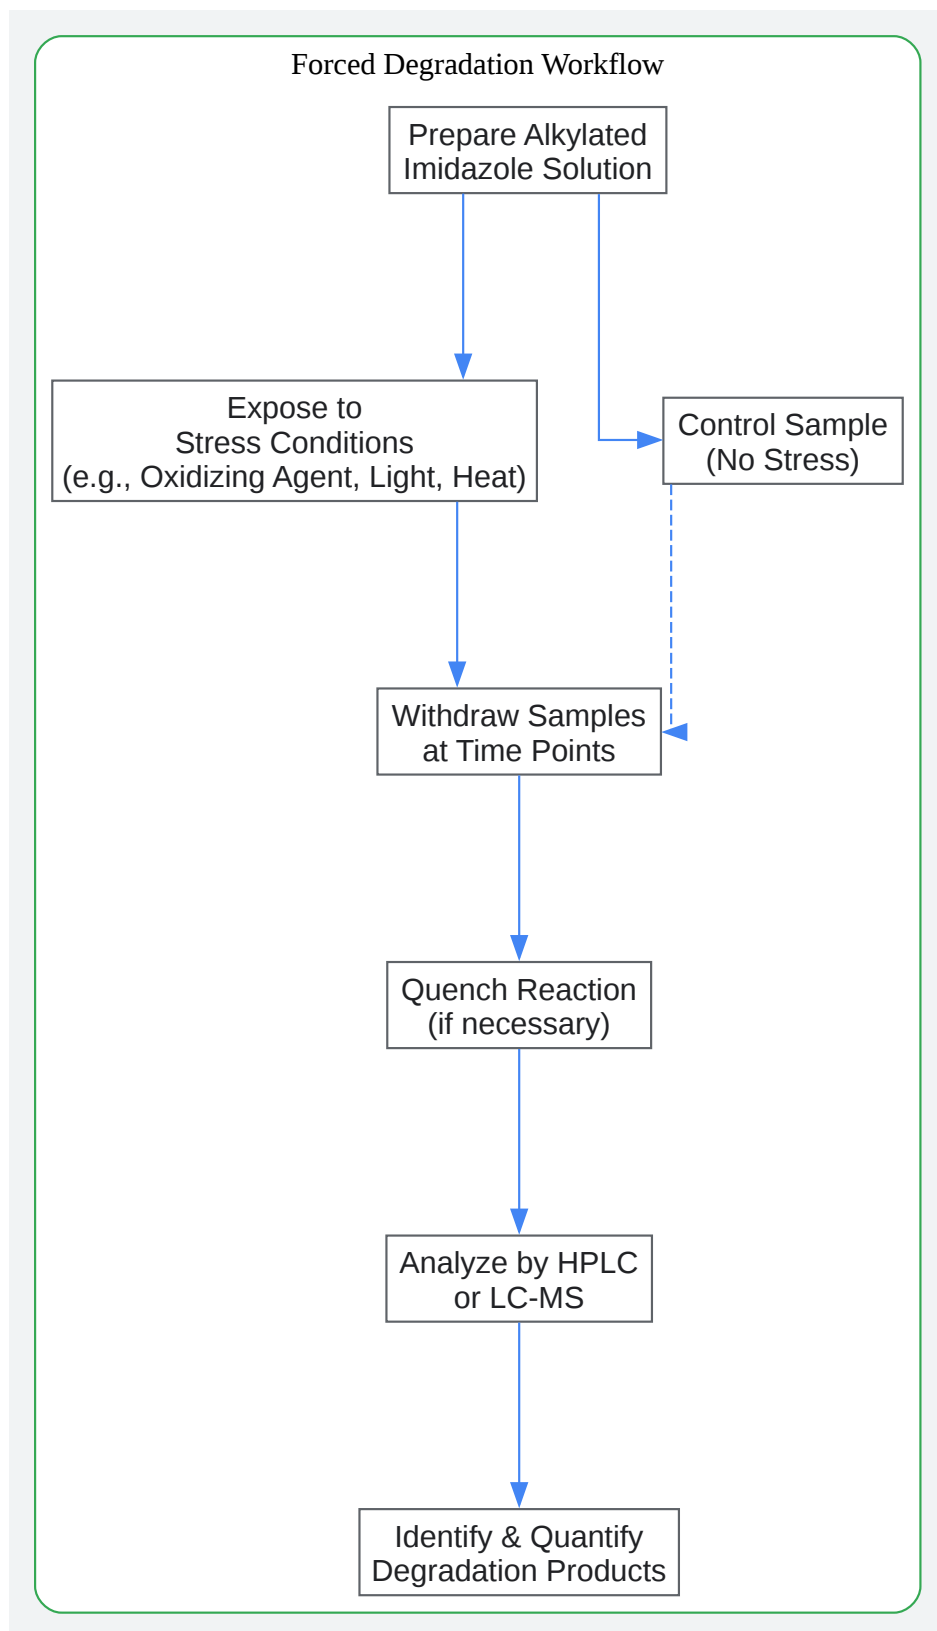 Forced Degradation Workflow
Prepare Alkylated
Imidazole Solution
Expose to
Stress Conditions
(e.g., Oxidizing Agent, Light, Heat)
Control Sample
(No Stress)
Withdraw Samples
at Time Points
Quench Reaction
(if necessary)
Analyze by HPLC
or LC-MS
Identify & Quantify
Degradation Products